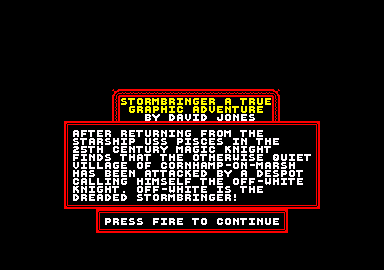 STORMBRINGER A TRUE
GRAPHIC ADVENTURE
BY DAVID JONES
AFTER RETURNING FROM THE
STARSHIP USS PISCES IN THE
25TH CENTURY MAGIC KNIGHT
FINDS THAT THE OTHERWISE QUIET
VILLAGE OF CORNHAMP-ON-MARSH
HAS BEEN ATTACKED BY A DESPOT
CALLING HIMSELF THE OFF-WHITE
KNIGHT. OFF-WHITE IS THE
DREADED STORMBRINGER!
PRESS FIRE TO CONTINUE